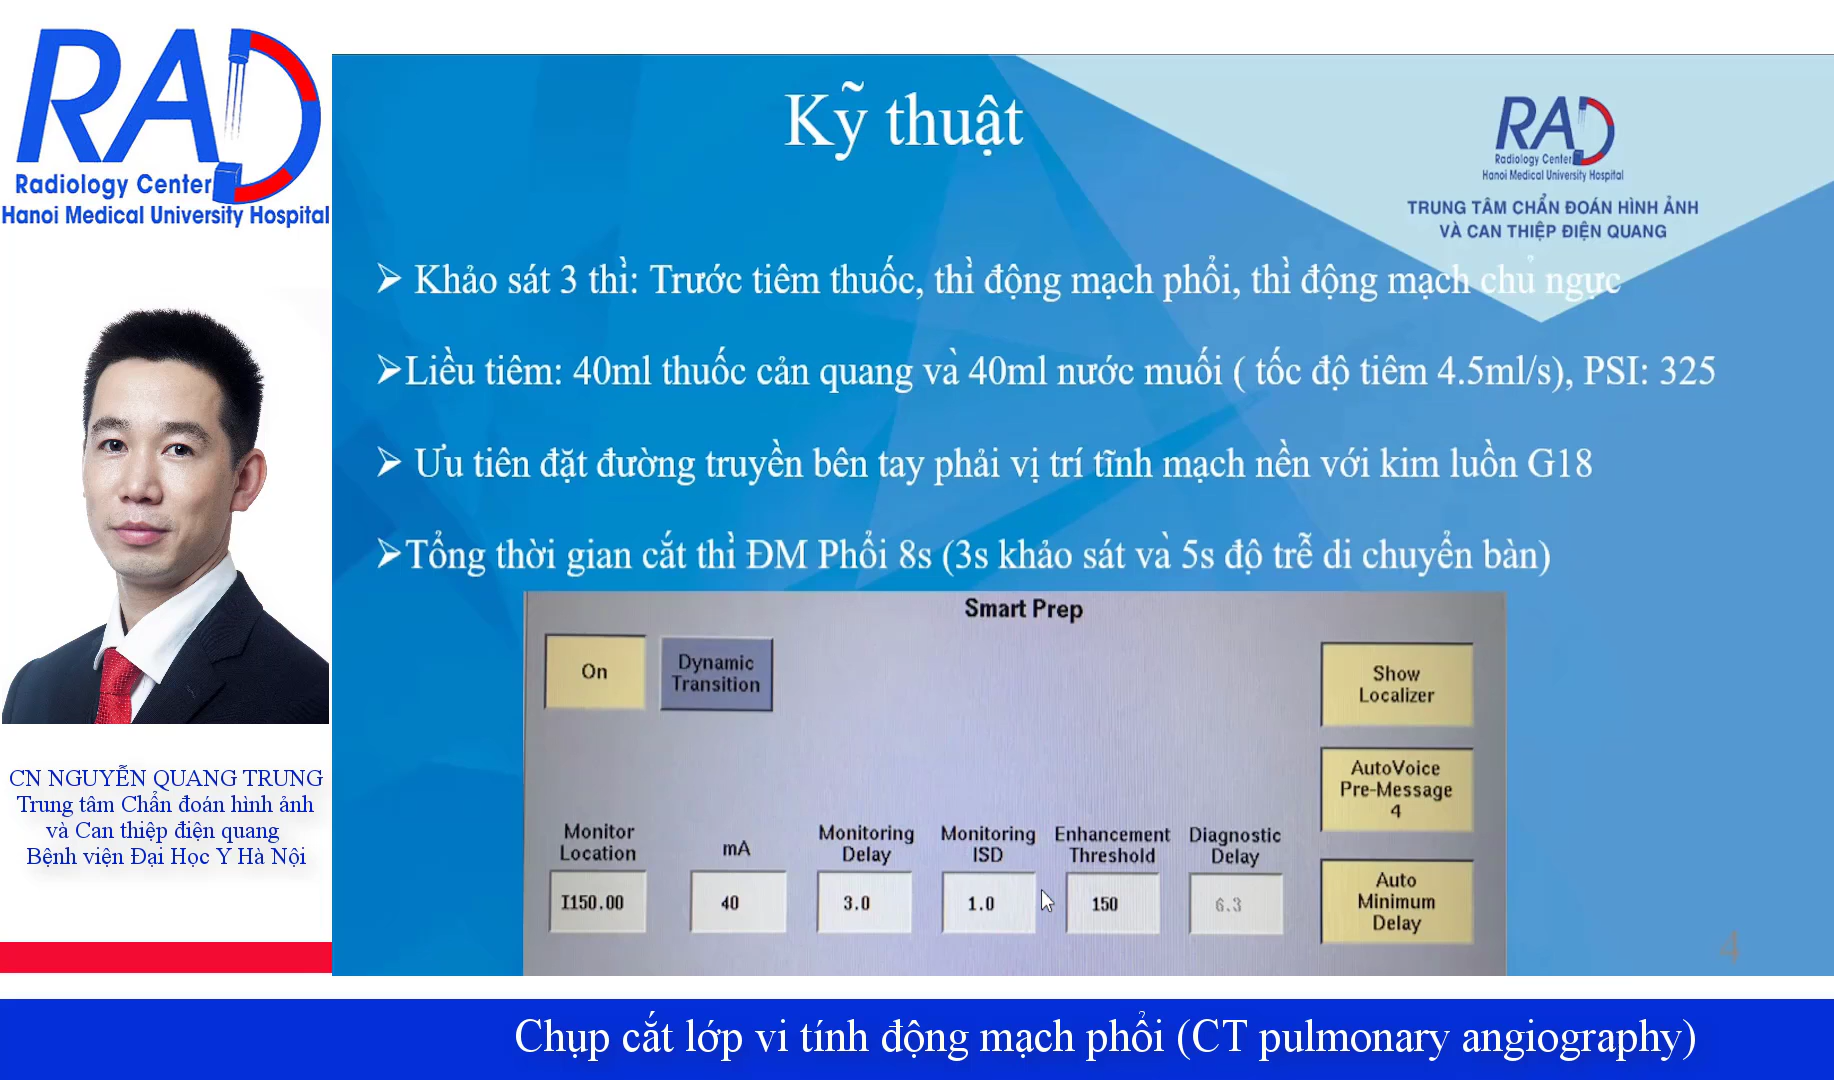 RAD
Radiology Center
Hanoi Medical University Hospital
CN NGUYỄN QUANG TRUNG
Trung tâm Chẩn đoán hình ảnh
và Can thiệp điện quang
Bệnh viện Đại Học Y Hà Nội
Kỹ thuật
RAD
Radiology Center
Hanoi Medical University Hospital
TRUNG TÂM CHẨN ĐOÁN HÌNH ẢNH
VÀ CAN THIỆP ĐIỆN QUANG
➢ Khảo sát 3 thì: Trước tiêm thuốc, thì động mạch phổi, thì động mạch chủ ngực
➢Liều tiêm: 40ml thuốc cản quang và 40ml nước muối ( tốc độ tiêm 4.5ml/s), PSI: 325
➢ Ưu tiên đặt đường truyền bên tay phải vị trí tĩnh mạch nền với kim luồn G18
➢Tổng thời gian cắt thì ĐM Phổi 8s (3s khảo sát và 5s độ trễ di chuyển bàn)
Smart Prep
On
Dynamic
Transition
Show
Localizer
AutoVoice
Pre-Message
4
Auto
Minimum
Delay
Monitor
Location
mA
Monitoring
Delay
Monitoring
ISD
Enhancement
Threshold
Diagnostic
Delay
I150.00
40
3.0
1.0
150
6.3
4
Chụp cắt lớp vi tính động mạch phổi (CT pulmonary angiography)